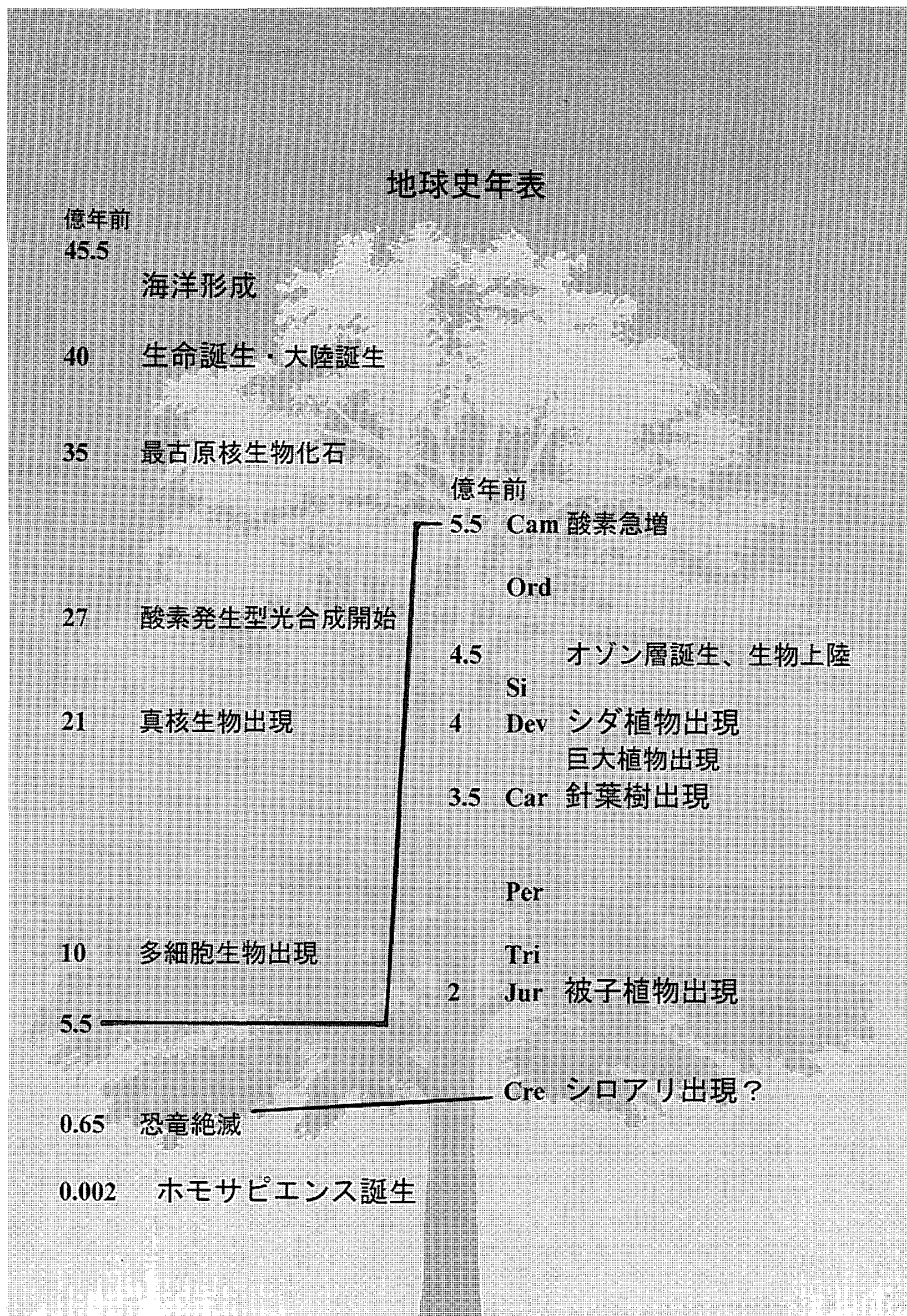 地球史年表
億年前
45.5
海洋形成
40 生命誕生・大陸誕生
35 最古原核生物化石
27 酸素発生型光合成開始
21 真核生物出現
10 多細胞生物出現
5.5
0.65 恐竜絶滅
0.002 ホモサピエンス誕生
億年前
5.5 Cam 酸素急増
Ord
4.5 オゾン層誕生、生物上陸
Si
4 Dev シダ植物出現
巨大植物出現
3.5 Car 針葉樹出現
Per
Tri
2 Jur 被子植物出現
Cre シロアリ出現？